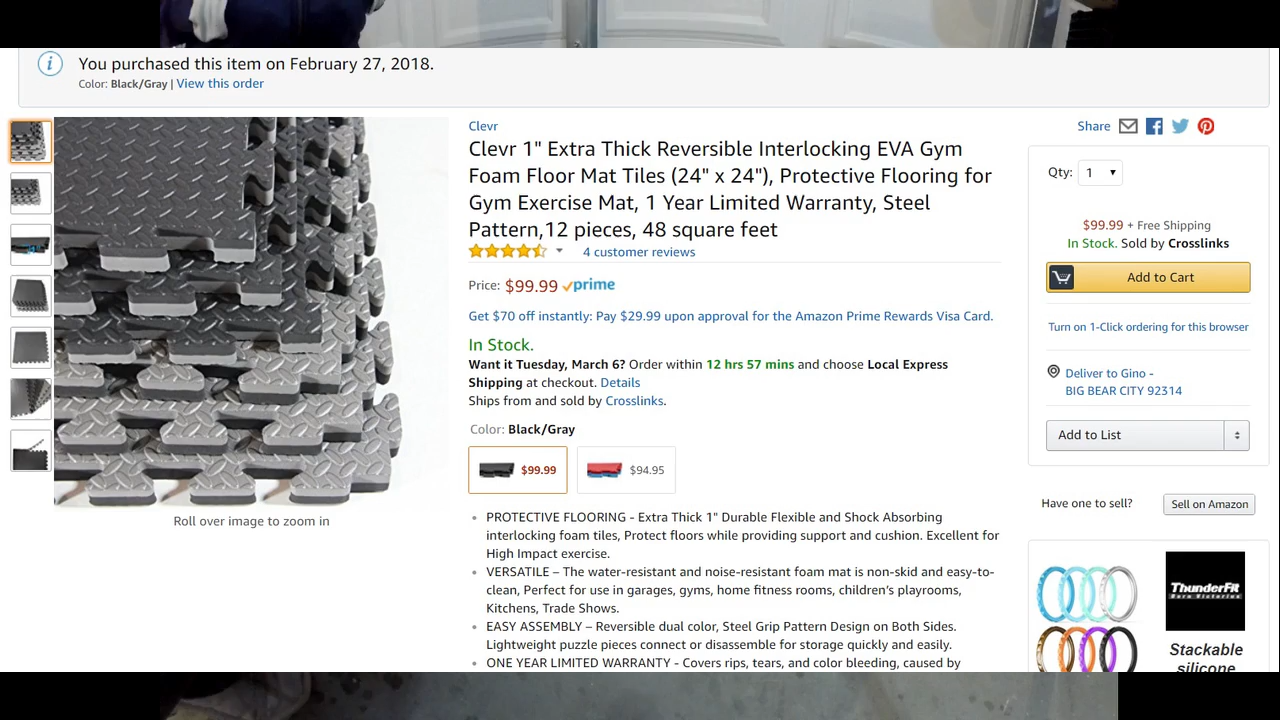 You purchased this item on February 27, 2018.
Color: Black/Gray | View this order
Clevr
Clevr 1" Extra Thick Reversible Interlocking EVA Gym
Foam Floor Mat Tiles (24" x 24"), Protective Flooring for
Gym Exercise Mat, 1 Year Limited Warranty, Steel
Pattern,12 pieces, 48 square feet
4 customer reviews
Price: $99.99 prime
Get $70 off instantly: Pay $29.99 upon approval for the Amazon Prime Rewards Visa Card.
In Stock.
Want it Tuesday, March 6? Order within 12 hrs 57 mins and choose Local Express
Shipping at checkout. Details
Ships from and sold by Crosslinks.
Color: Black/Gray
$99.99
$94.95
PROTECTIVE FLOORING - Extra Thick 1" Durable Flexible and Shock Absorbing
interlocking foam tiles, Protect floors while providing support and cushion. Excellent for
High Impact exercise.
VERSATILE – The water-resistant and noise-resistant foam mat is non-skid and easy-to-
clean, Perfect for use in garages, gyms, home fitness rooms, children's playrooms,
Kitchens, Trade Shows.
EASY ASSEMBLY – Reversible dual color, Steel Grip Pattern Design on Both Sides.
Lightweight puzzle pieces connect or disassemble for storage quickly and easily.
ONE YEAR LIMITED WARRANTY - Covers rips, tears, and color bleeding, caused by
Roll over image to zoom in
Share
Qty: 1
$99.99 + Free Shipping
In Stock. Sold by Crosslinks
Add to Cart
Turn on 1-Click ordering for this browser
Deliver to Gino -
BIG BEAR CITY 92314
Add to List
Have one to sell?
Sell on Amazon
ThunderFit
Born Victorious
Stackable
silicone